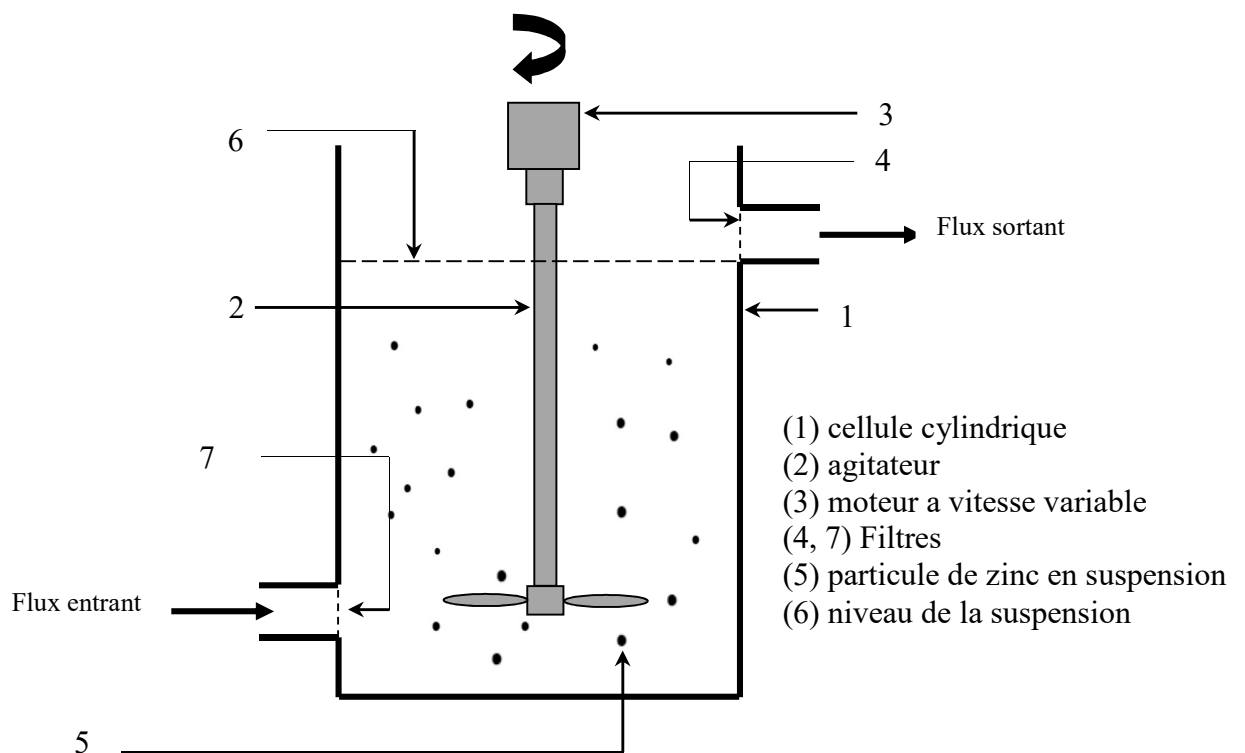 3
6
4
Flux sortant
2
1
(1) cellule cylindrique
7
(2) agitateur
(3) moteur a vitesse variable
(4, 7) Filtres
(5) particule de zinc en suspension
Flux entrant
(6) niveau de la suspension
5